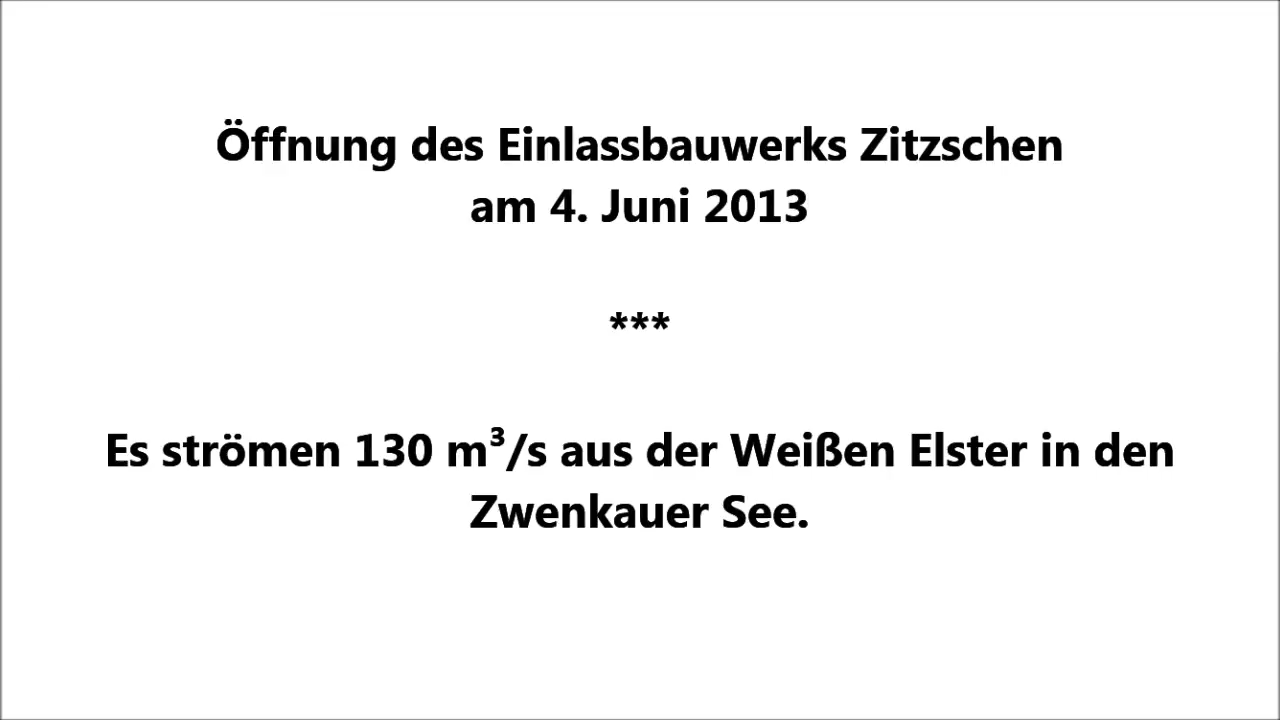 Öffnung des Einlassbauwerks Zitzschen
am 4. Juni 2013
***
Es strömen 130 m³/s aus der Weißen Elster in den
Zwenkauer See.